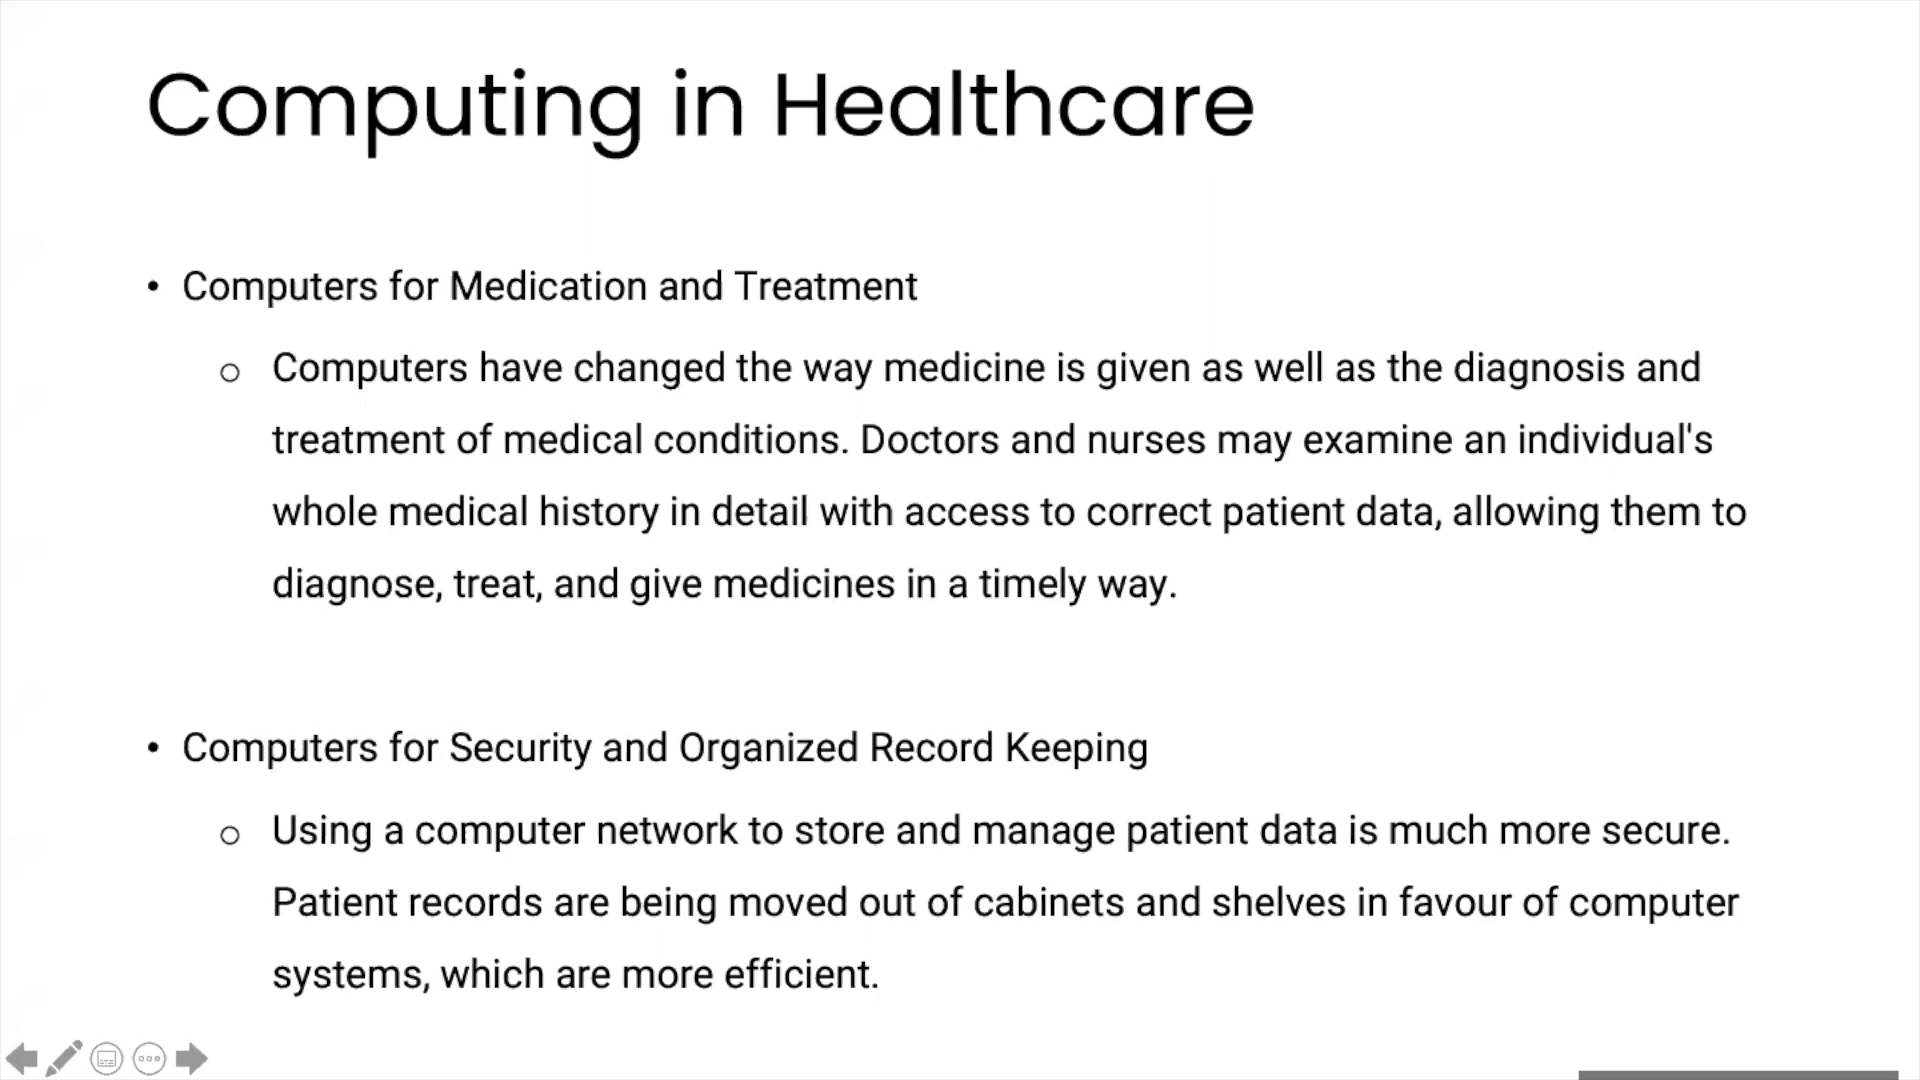 Computing in Healthcare
• Computers for Medication and Treatment
○ Computers have changed the way medicine is given as well as the diagnosis and
treatment of medical conditions. Doctors and nurses may examine an individual's
whole medical history in detail with access to correct patient data, allowing them to
diagnose, treat, and give medicines in a timely way.
• Computers for Security and Organized Record Keeping
○ Using a computer network to store and manage patient data is much more secure.
Patient records are being moved out of cabinets and shelves in favour of computer
systems, which are more efficient.